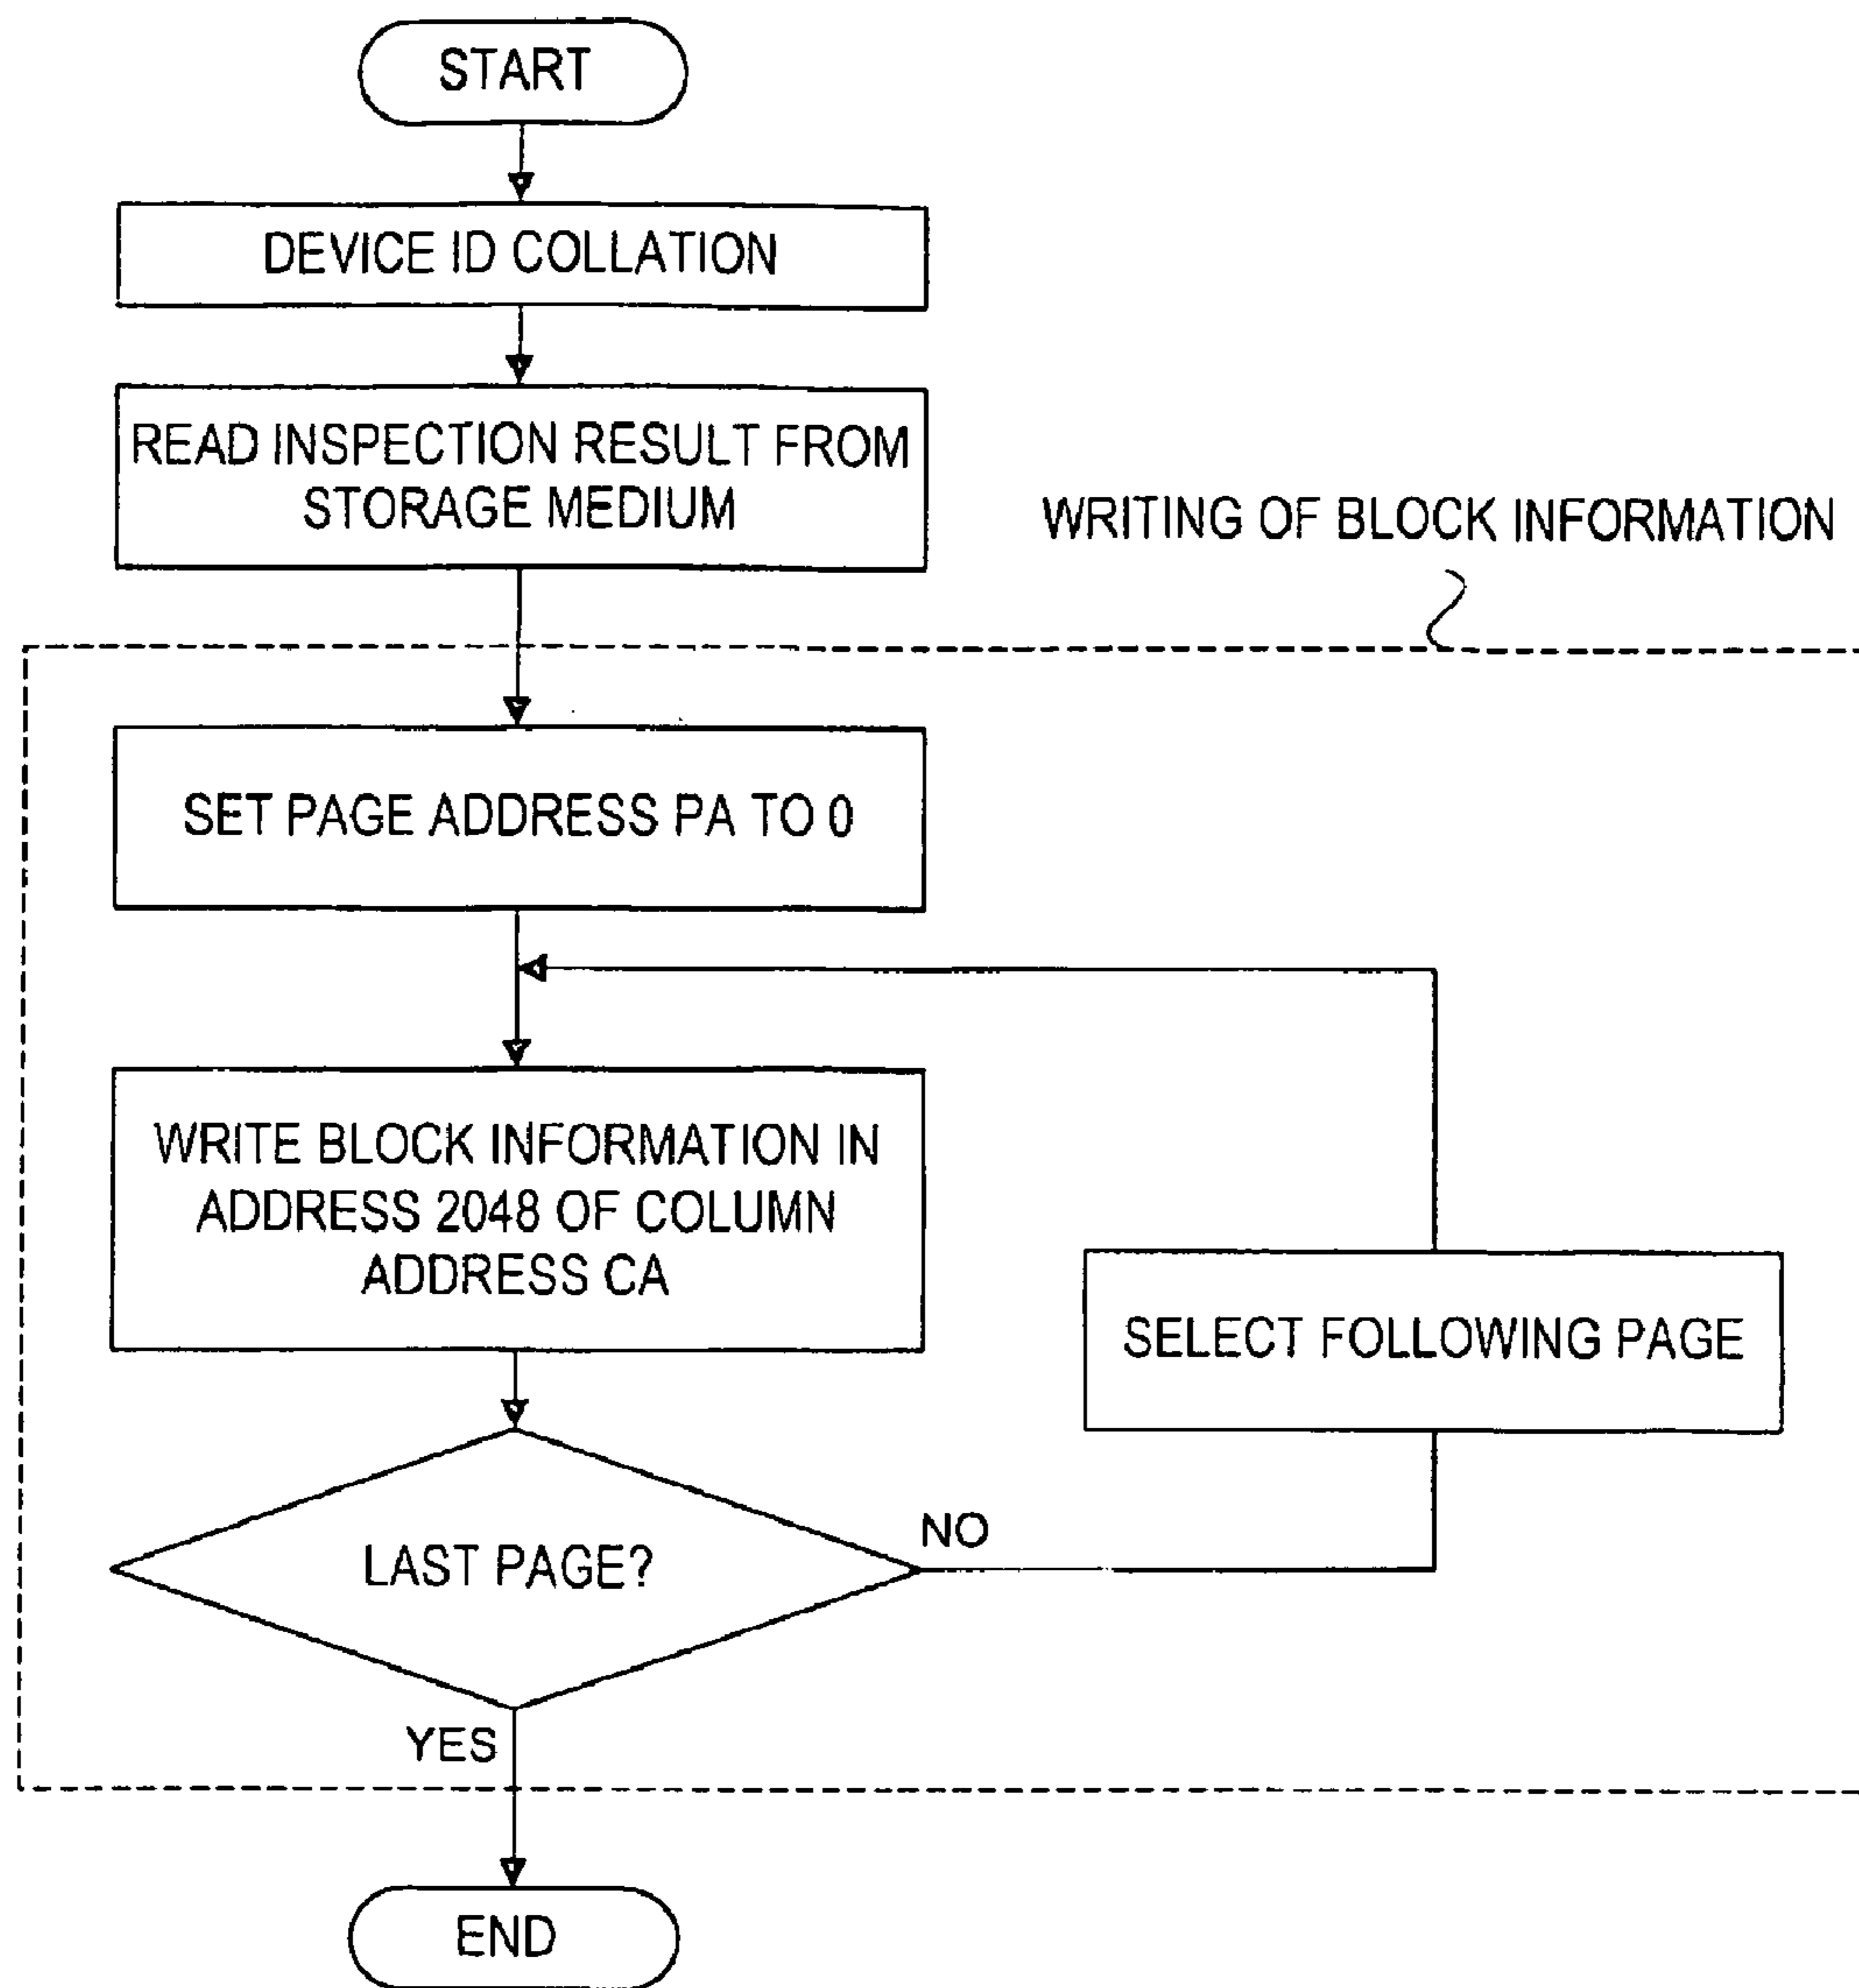 START
DEVICE ID COLLATION
READ INSPECTION RESULT FROM
STORAGE MEDIUM
WRITING OF BLOCK INFORMATION
SET PAGE ADDRESS PA TO 0
WRITE BLOCK INFORMATION IN
ADDRESS 2048 OF COLUMN
ADDRESS CA
SELECT FOLLOWING PAGE
LAST PAGE?
NO
YES
END